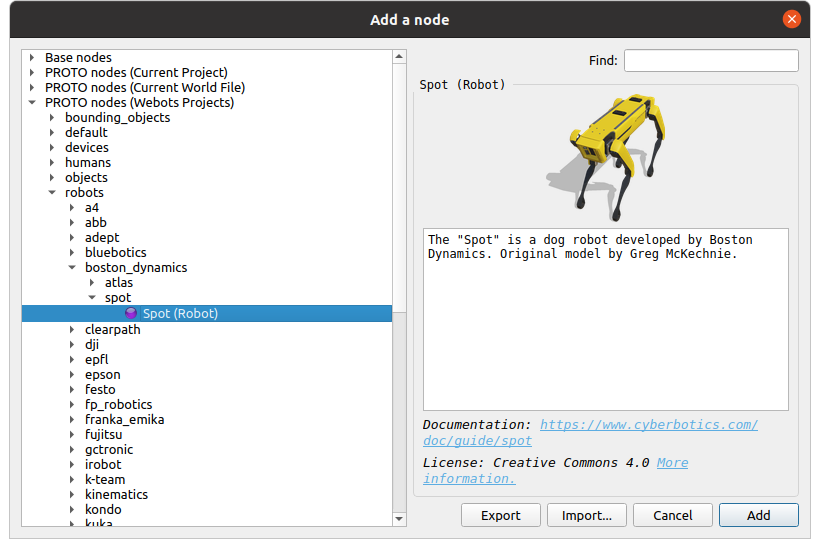 Add a node
Base nodes
PROTO nodes (Current Project)
PROTO nodes (Current World File)
PROTO nodes (Webots Projects)
bounding_objects
default
devices
humans
objects
robots
a4
abb
adept
bluebotics
boston_dynamics
atlas
spot
Spot (Robot)
clearpath
dji
epfl
epson
festo
fp_robotics
franka_emika
fujitsu
gctronic
irobot
k-team
kinematics
kondo
kuka
Find:
Spot (Robot)
The "Spot" is a dog robot developed by Boston
Dynamics. Original model by Greg McKechnie.
Documentation: https://www.cyberbotics.com/
doc/guide/spot
License: Creative Commons 4.0 More
information.
Export
Import...
Cancel
Add